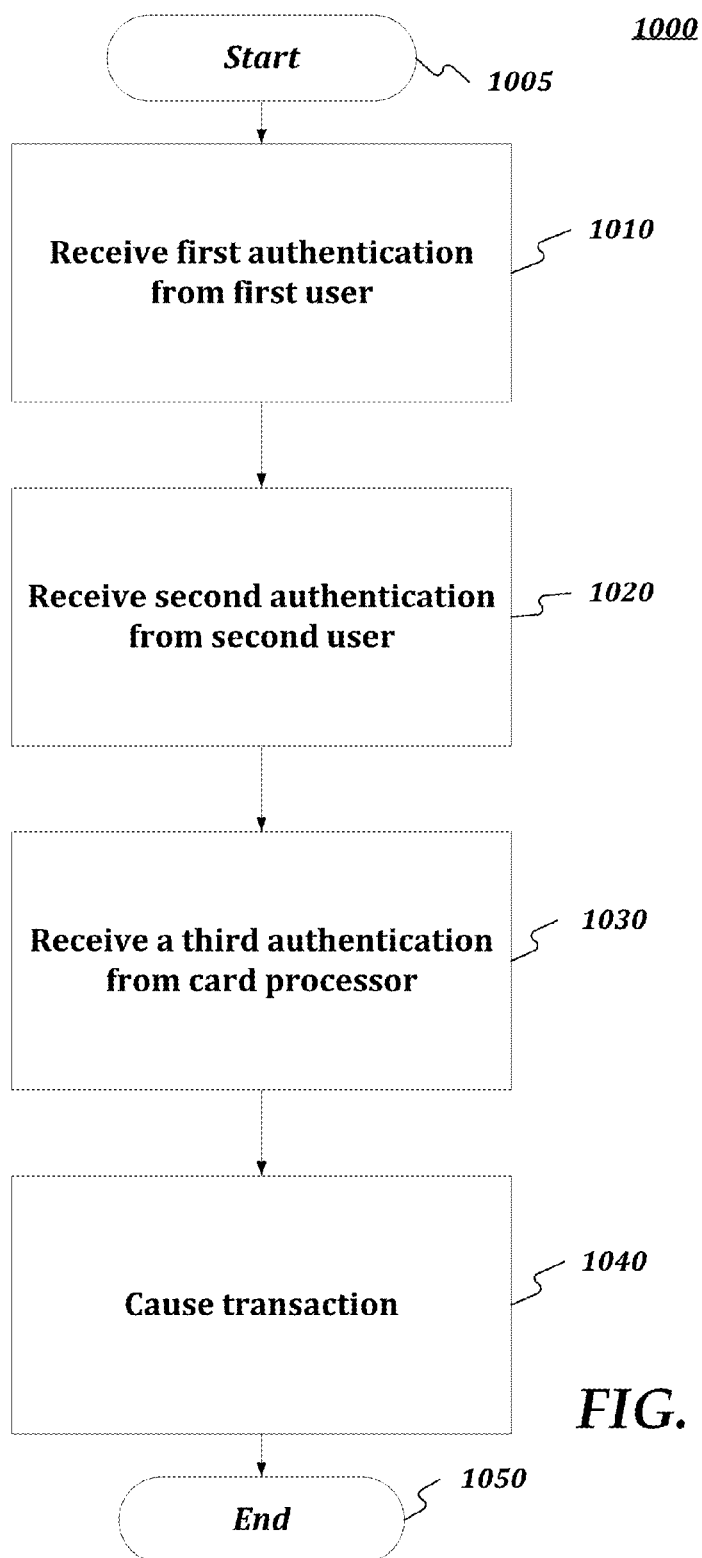 1000
Start
1005
Receive first authentication
from first user
1010
Receive second authentication
from second user
1020
Receive a third authentication
from card processor
1030
Cause transaction
1040
FIG.
End
1050